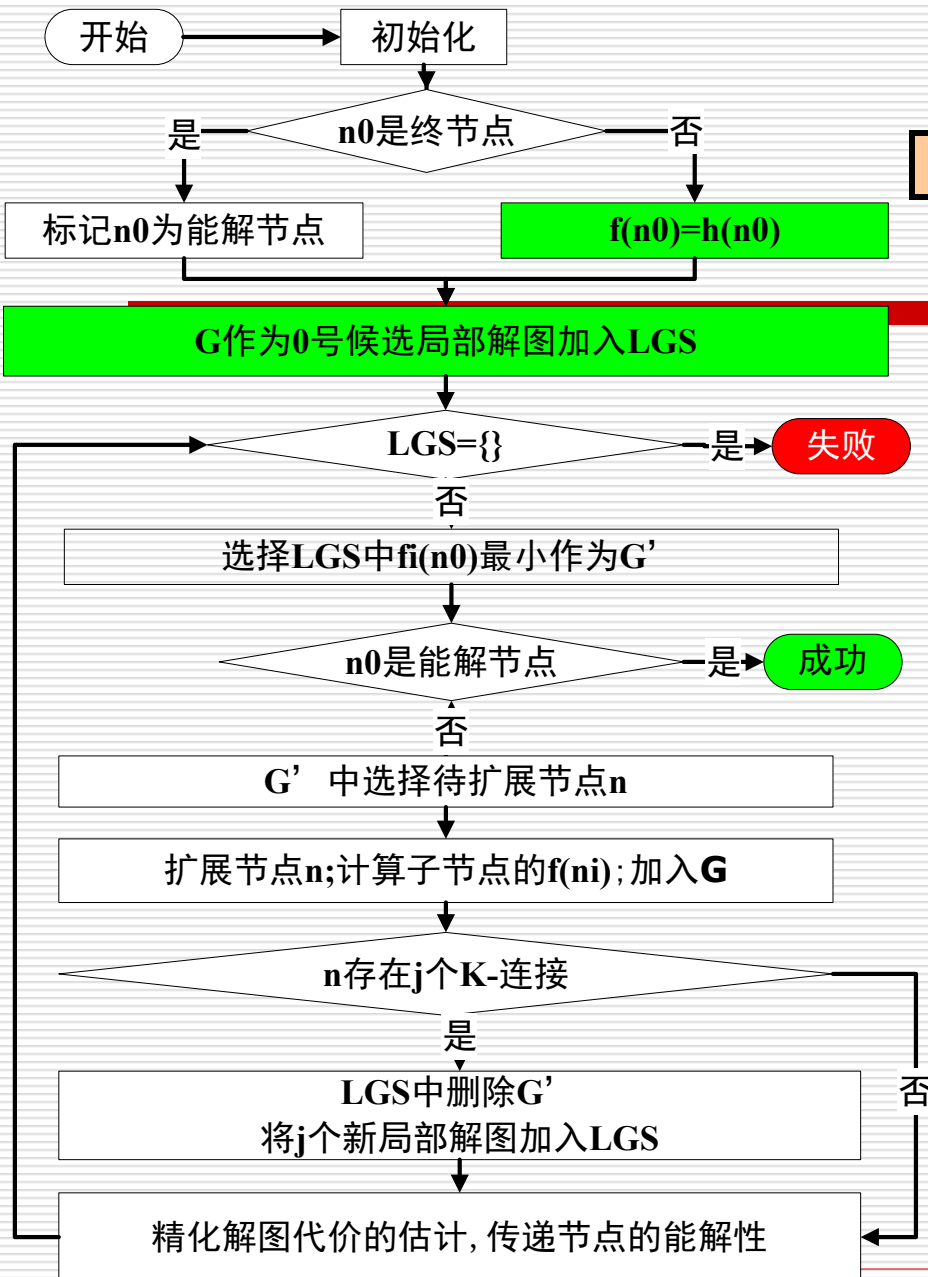 开始
初始化
n0是终节点
是
否
标记n0为能解节点
f(n0)=h(n0)
G作为0号候选局部解图加入LGS
LGS={}
是
失败
否
选择LGS中fi(n0)最小作为G’
n0是能解节点
是
成功
否
G’ 中选择待扩展节点n
扩展节点n;计算子节点的f(ni);加入G
n存在j个K-连接
是
否
LGS中删除G’
将j个新局部解图加入LGS
精化解图代价的估计,传递节点的能解性